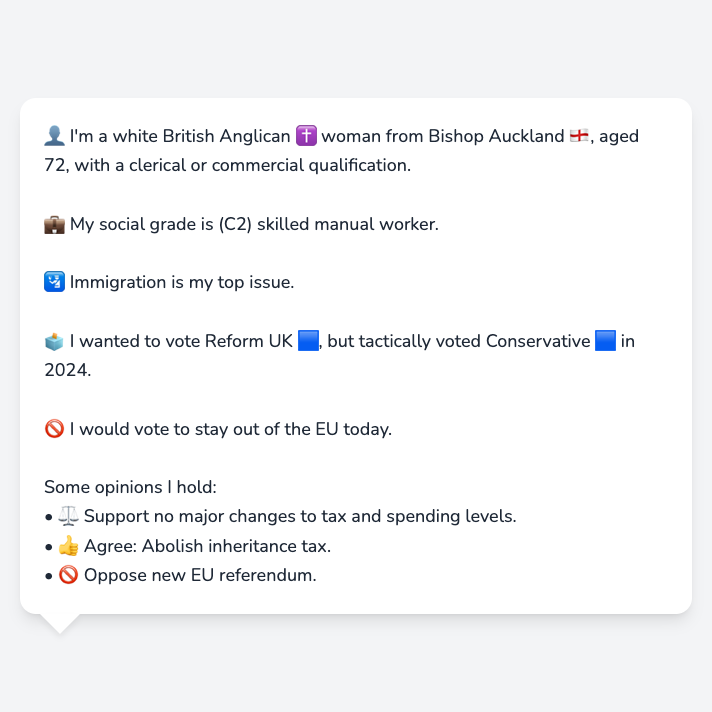 👤 I'm a white British Anglican ✝️ woman from Bishop Auckland 🏴󠁧󠁢󠁥󠁮󠁧󠁿, aged
72, with a clerical or commercial qualification.
💼 My social grade is (C2) skilled manual worker.
🛂 Immigration is my top issue.
🗳️ I wanted to vote Reform UK 🟦, but tactically voted Conservative 🟦 in
2024.
🚫 I would vote to stay out of the EU today.
Some opinions I hold:
• ⚖️ Support no major changes to tax and spending levels.
• 👍 Agree: Abolish inheritance tax.
• 🚫 Oppose new EU referendum.